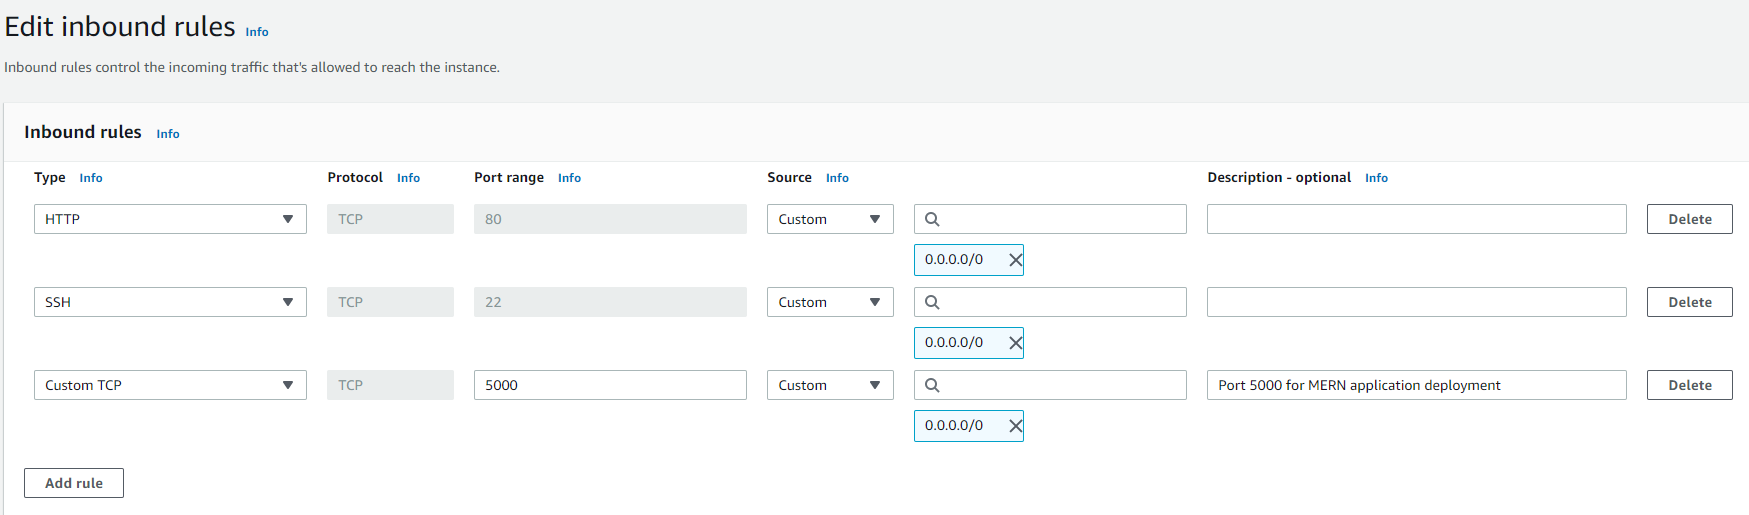 Edit inbound rules Info
Inbound rules control the incoming traffic that's allowed to reach the instance.
Inbound rules Info
Type Info Protocol Info Port range Info Source Info Description - optional Info
HTTP TCP 80 Custom Delete
0.0.0.0/0
SSH TCP 22 Custom Delete
0.0.0.0/0
Custom TCP TCP 5000 Custom Port 5000 for MERN application deployment Delete
0.0.0.0/0
Add rule